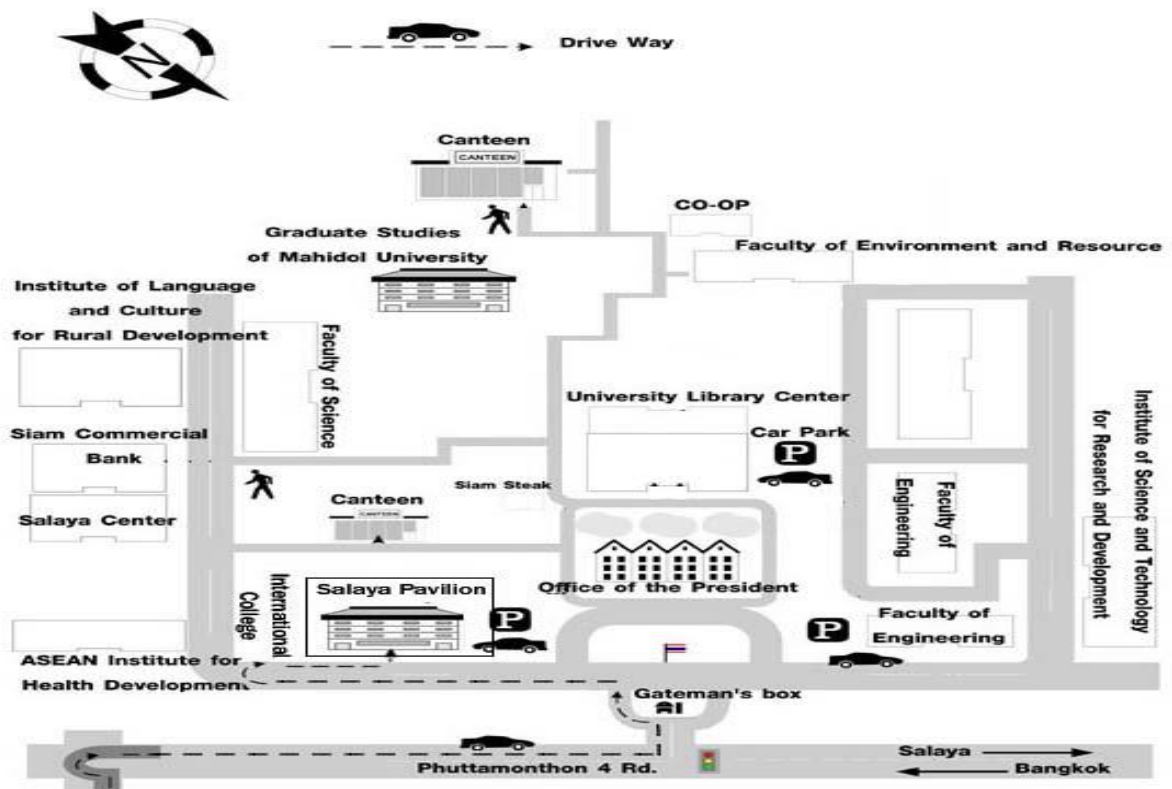 N
Drive Way
Canteen
CANTEEN
CO-OP
Graduate Studies
of Mahidol University
Faculty of Environment and Resource
Institute of Language
and Culture
for Rural Development
Faculty of Science
University Library Center
Car Park
P
Siam Commercial
Bank
Siam Steak
Canteen
CANTEEN
Salaya Center
Faculty of
Engineering
Institute of Science and Technology
for Research and Development
Office of the President
International
College
Salaya Pavilion
P
P
Faculty of
Engineering
ASEAN Institute for
Health Development
Gateman's box
Phuttamonthon 4 Rd.
Salaya
Bangkok